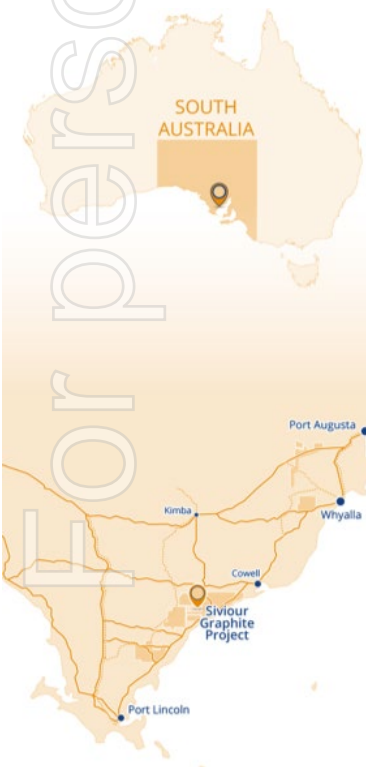 SOUTH
AUSTRALIA
For perso
Port Augusta
Kimba
Whyalla
Cowell
Siviour
Graphite
Project
Port Lincoln